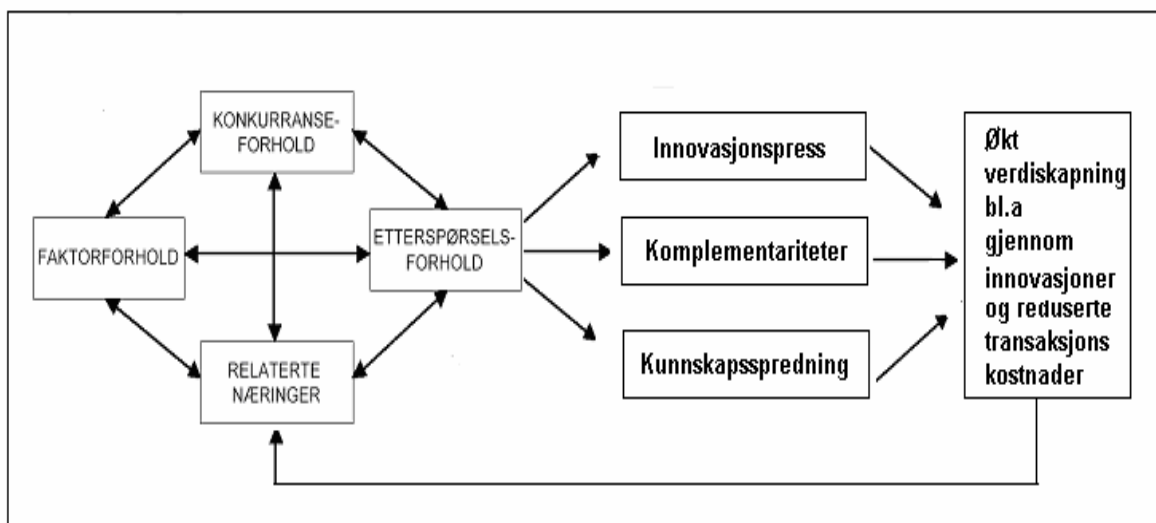 KONKURRANSE-
FORHOLD
FAKTORFORHOLD
ETTERSPØRSELS-
FORHOLD
RELATERTE
NÆRINGER
Innovasjonspress
Komplementariteter
Kunnskapsspredning
Økt
verdiskapning
bl.a
gjennom
innovasjoner
og reduserte
transaksjons
kostnader